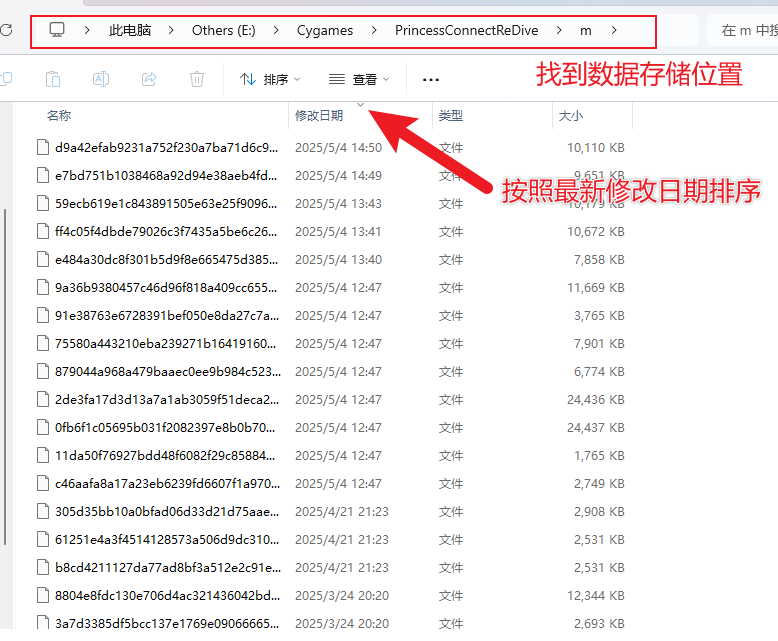 此电脑 > Others (E:) > Cygames > PrincessConnectReDive > m >
在 m 中搜
排序 查看 ...
找到数据存储位置
名称 修改日期 类型 大小
d9a42efab9231a752f230a7ba71d6c9... 2025/5/4 14:50 文件 10,110 KB
e7bd751b1038468a92d94e38aeb4fd... 2025/5/4 14:49 文件 9,651 KB
按照最新修改日期排序
59ecb619e1c843891505e63e25f9096... 2025/5/4 13:43 文件 10,179 KB
ff4c05f4dbde79026c3f7435a5be6c26... 2025/5/4 13:41 文件 10,672 KB
e484a30dc8f301b5d9f8e665475d385... 2025/5/4 13:40 文件 7,858 KB
9a36b9380457c46d96f818a409cc655... 2025/5/4 12:47 文件 11,669 KB
91e38763e6728391bef050e8da27c7a... 2025/5/4 12:47 文件 3,765 KB
75580a443210eba239271b16419160... 2025/5/4 12:47 文件 7,901 KB
879044a968a479baaec0ee9b984c523... 2025/5/4 12:47 文件 6,774 KB
2de3fa17d3d13a7a1ab3059f51deca2... 2025/5/4 12:47 文件 24,436 KB
0fb6f1c05695b031f2082397e8b0b70... 2025/5/4 12:47 文件 24,437 KB
11da50f76927bdd48f6082f29c85884... 2025/5/4 12:47 文件 1,765 KB
c46aafa8a17a23eb6239fd6607f1a970... 2025/5/4 12:47 文件 2,749 KB
305d35bb10a0bfad06d33d21d75aae... 2025/4/21 21:23 文件 2,908 KB
61251e4a3f4514128573a506d9dc310... 2025/4/21 21:23 文件 2,531 KB
b8cd4211127da77ad8bf3a512e2c91e... 2025/4/21 21:23 文件 2,531 KB
8804e8fdc130e706d4ac321436042bd... 2025/3/24 20:20 文件 12,344 KB
3a7d3385df5bcc137e1769e09066665... 2025/3/24 20:20 文件 2,693 KB